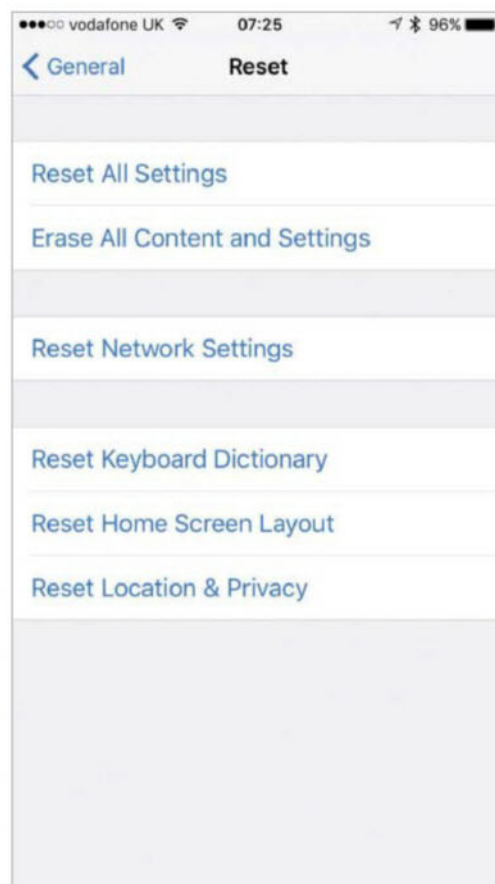 vodafone UK 07:25 96%
General Reset
Reset All Settings
Erase All Content and Settings
Reset Network Settings
Reset Keyboard Dictionary
Reset Home Screen Layout
Reset Location & Privacy